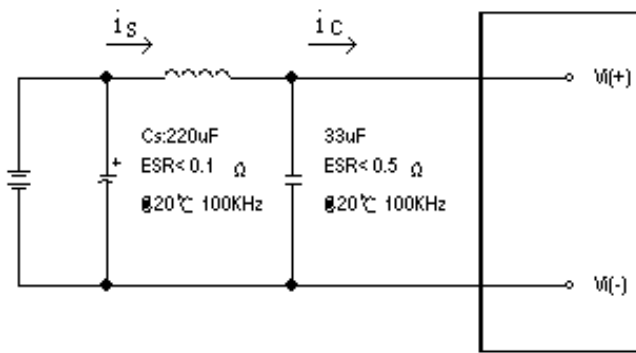 is
ic
Vi(+)
Cs:220uF
+
ESR< 0.1 Ω
@20℃ 100KHz
33uF
ESR< 0.5 Ω
@20℃ 100KHz
Vi(-)